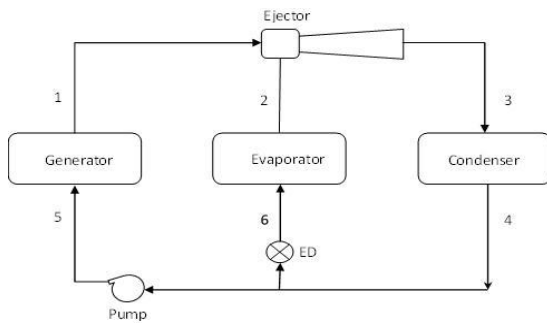 Ejector
1
2
3
Generator
Evaporator
Condenser
5
6
4
ED
Pump